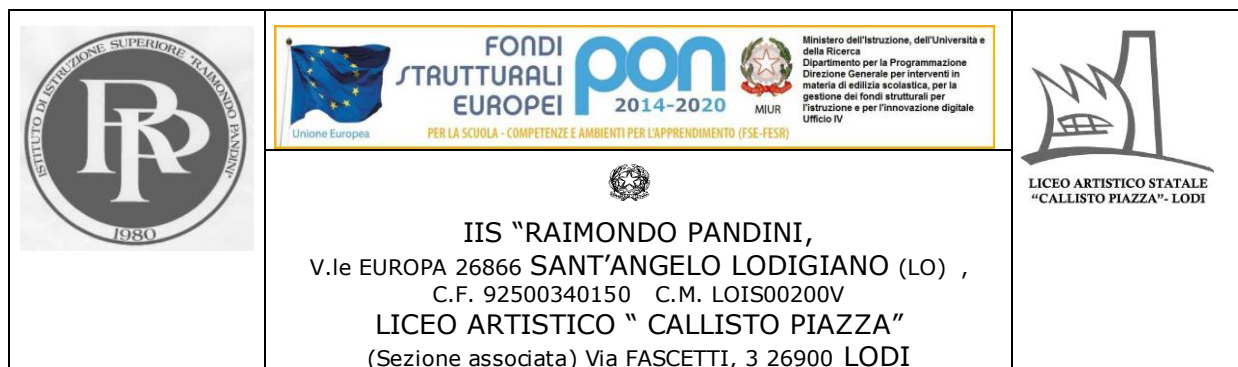 ISTITUTO DI ISTRUZIONE SUPERIORE "RAIMONDO PANDINI"
RP
1980
Unione Europea
FONDI
STRUTTURALI
EUROPEI
pon
2014-2020
MIUR
Ministero dell'Istruzione, dell'Università e
della Ricerca
Dipartimento per la Programmazione
Direzione Generale per interventi in
materia di edilizia scolastica, per la
gestione dei fondi strutturali per
l'istruzione e per l'innovazione digitale
Ufficio IV
PER LA SCUOLA - COMPETENZE E AMBIENTI PER L'APPRENDIMENTO (FSE-FESR)
IIS "RAIMONDO PANDINI,
V.le EUROPA 26866 SANT'ANGELO LODIGIANO (LO) ,
C.F. 92500340150 C.M. LOIS00200V
LICEO ARTISTICO " CALLISTO PIAZZA"
(Sezione associata) Via FASCETTI, 3 26900 LODI
LICEO ARTISTICO STATALE
"CALLISTO PIAZZA"- LODI